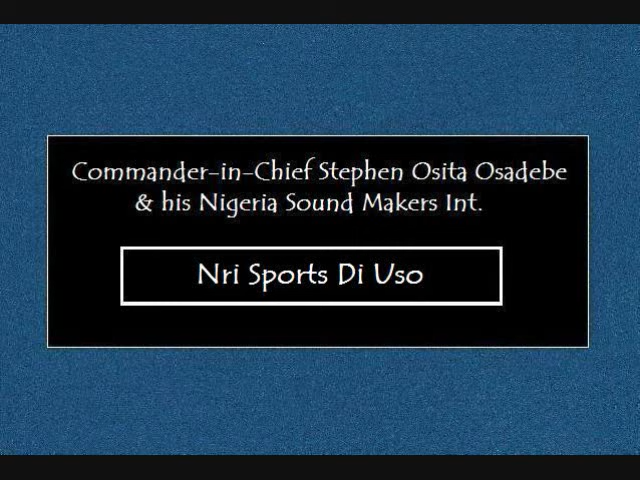 Commander-in-Chief Stephen Osita Osadebe
& his Nigeria Sound Makers Int.
Nri Sports Di Uso